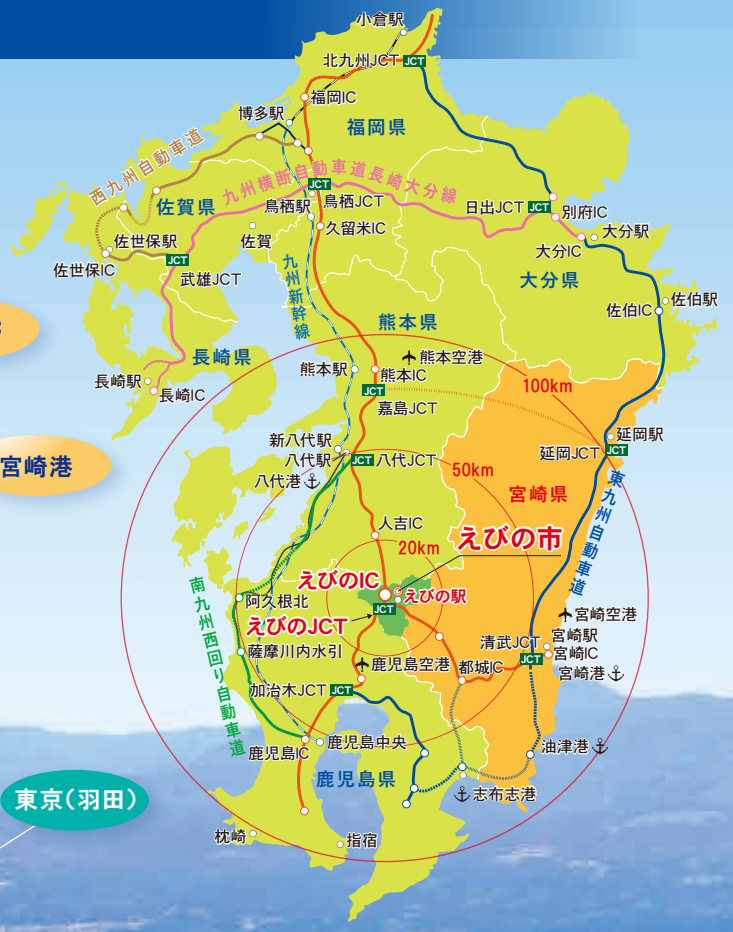 小倉駅
北九州JCT JCT
福岡IC
博多駅
福岡県
西九州自動車道
九州横断自動車道長崎大分線
JCT
佐賀県
鳥栖駅 鳥栖JCT
日出JCT JCT
別府IC
佐世保駅
佐賀
久留米IC
大分駅
大分IC
佐世保IC
JCT
武雄JCT
九州新幹線
大分県
佐伯駅
佐伯IC
熊本県
長崎県
熊本空港
熊本駅
熊本IC
長崎駅
長崎IC
JCT
嘉島JCT
100km
新八代駅
延岡駅
延岡JCT JCT
八代駅
JCT 八代JCT
50km
宮崎港
八代港
宮崎県
東九州自動車道
人吉IC
20km
えびの市
えびのIC
えびの駅
南九州西回り自動車道
阿久根北
JCT
えびのJCT
宮崎空港
清武JCT
宮崎駅
薩摩川内水引
宮崎IC
JCT
鹿児島空港
都城IC
宮崎港
加治木JCT JCT
鹿児島中央
油津港
鹿児島IC
鹿児島県
志布志港
東京(羽田)
枕崎
指宿